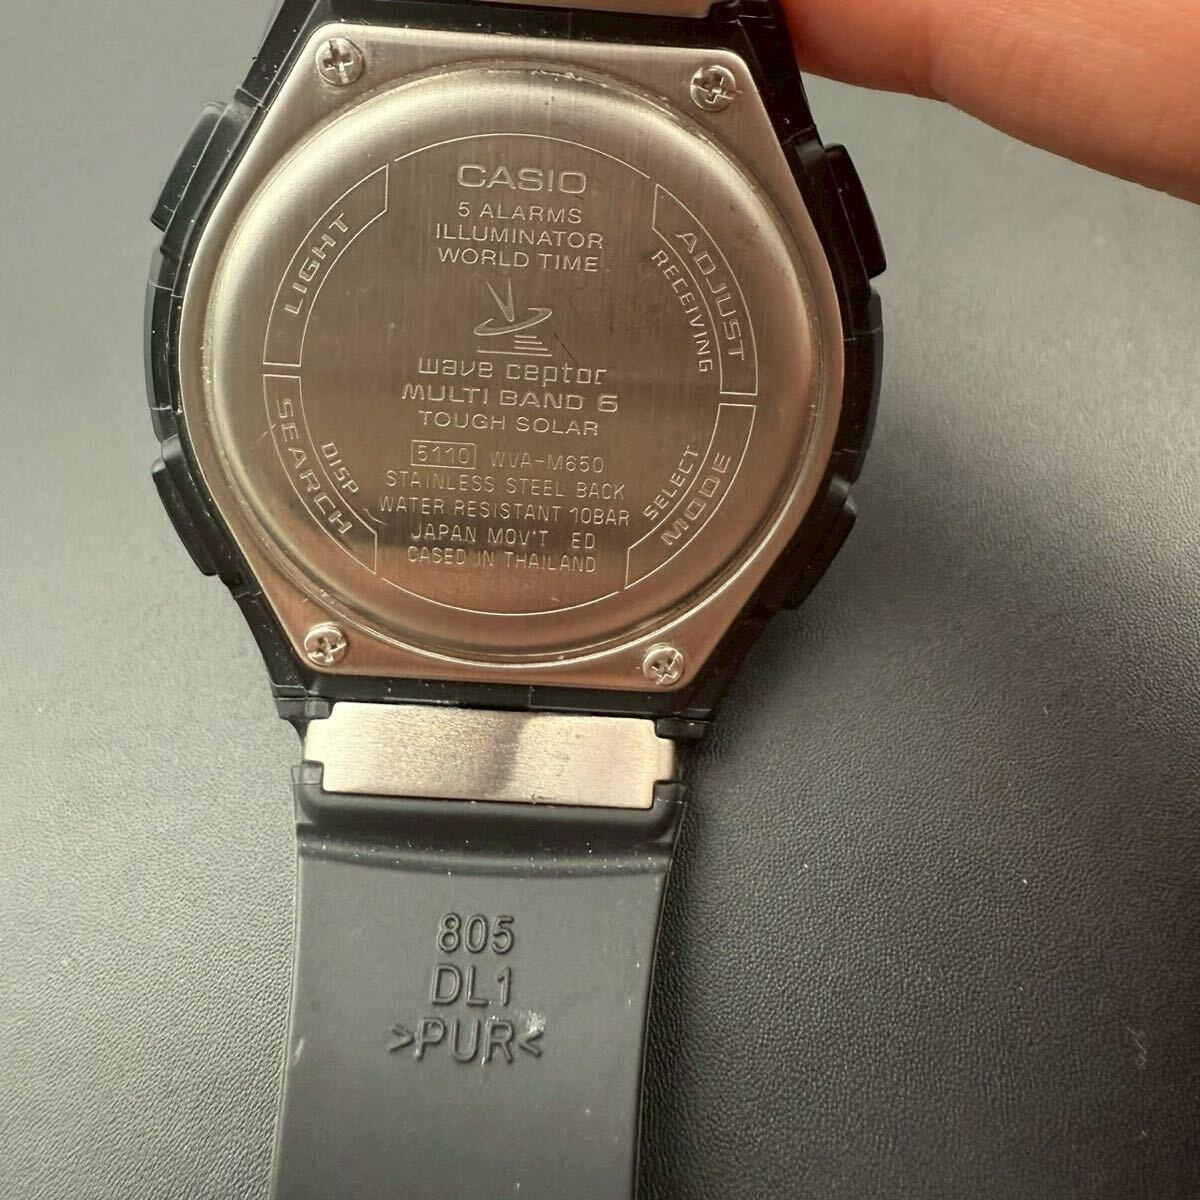 CASIO
5 ALARMS
ILLUMINATOR
WORLD TIME
LIGHT
ADJUST
RECEIVING
wave ceptor
MULTI BAND 6
TOUGH SOLAR
5110 WVA-M650
STAINLESS STEEL BACK
WATER RESISTANT 10BAR
JAPAN MOV'T ED
CASED IN THAILAND
SEARCH
DISP
SELECT
MODE
805
DL1
>PUR<